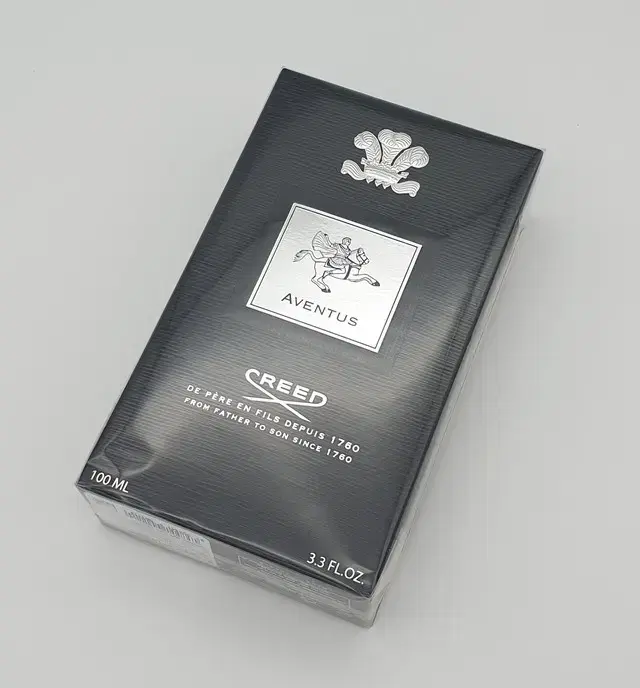 AVENTUS
CREED
DE PÈRE EN FILS DEPUIS 1760
FROM FATHER TO SON SINCE 1760
100 ML
3.3 FL.OZ.